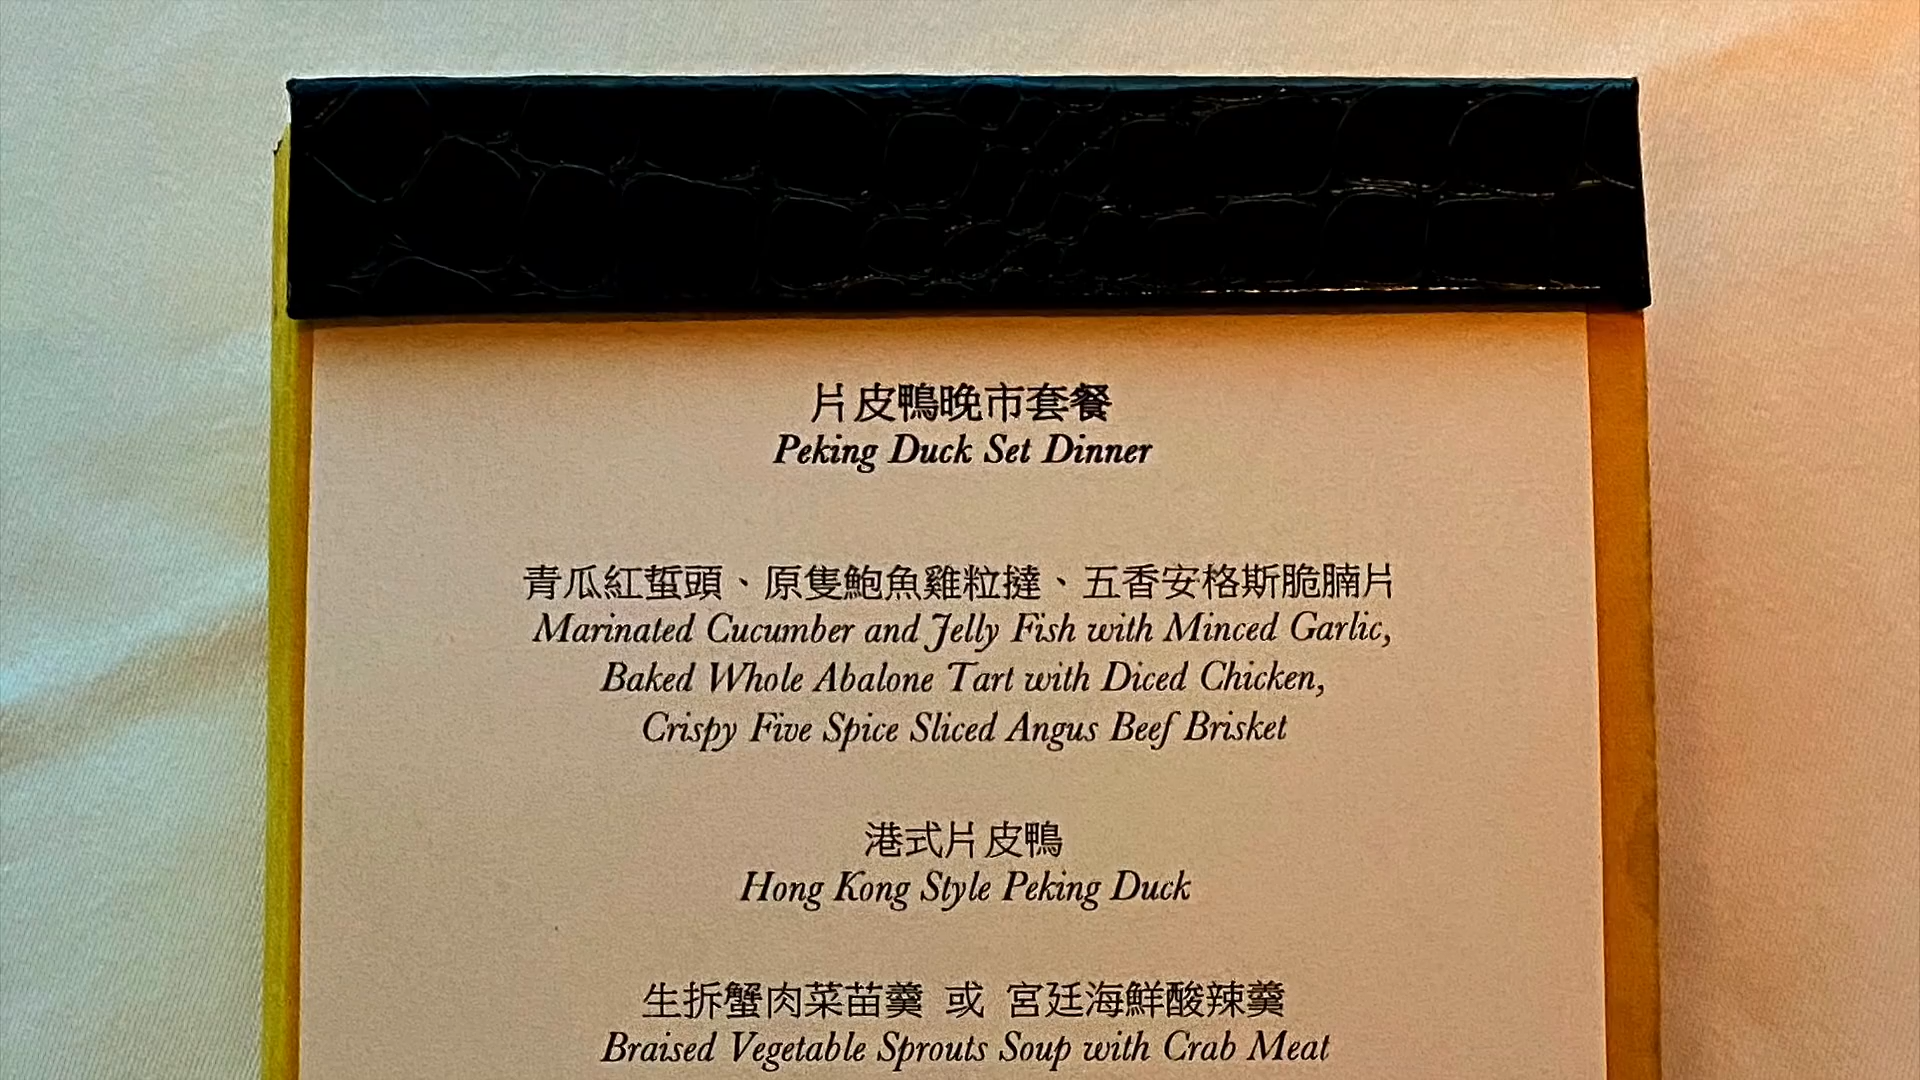 片皮鴨晚市套餐
Peking Duck Set Dinner
青瓜紅蜇頭、原隻鮑魚雞粒撻、五香安格斯脆腩片
Marinated Cucumber and Jelly Fish with Minced Garlic,
Baked Whole Abalone Tart with Diced Chicken,
Crispy Five Spice Sliced Angus Beef Brisket
港式片皮鴨
Hong Kong Style Peking Duck
生拆蟹肉菜苗羹 或 宮廷海鮮酸辣羹
Braised Vegetable Sprouts Soup with Crab Meat